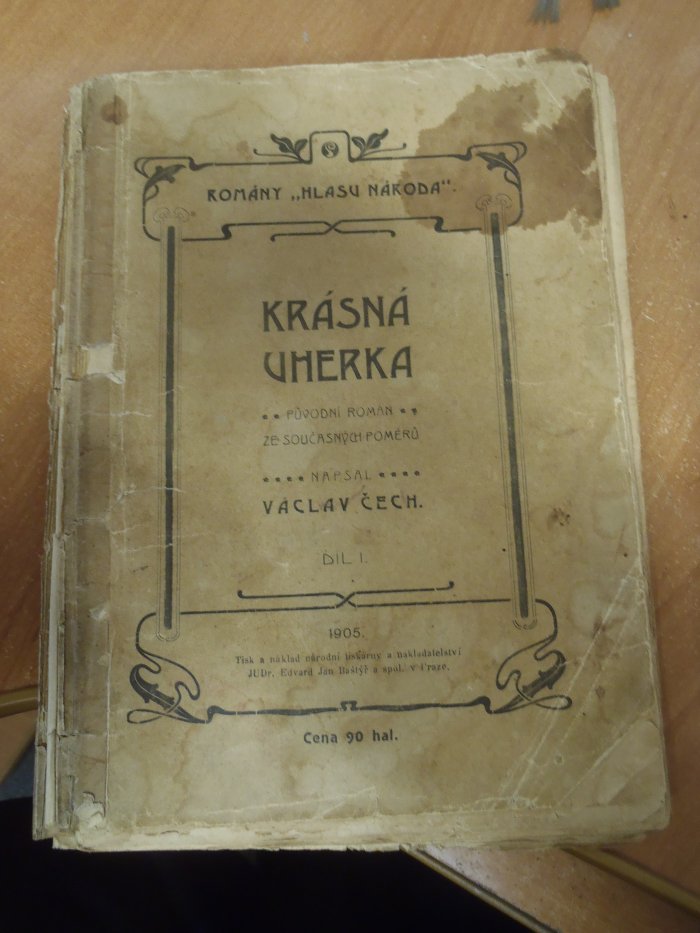 ROMÁNY „HLASU NÁRODA“.
KRÁSNÁ
UHERKA
PŮVODNÍ ROMÁN
ZE SOUČASNÝCH POMĚRŮ
NAPSAL
VÁCLAV ČECH.
DÍL I.
1905.
Tisk a náklad národní tiskárny a nakladatelství
JUDr. Edvard Jan Baštýř a spol. v Praze.
Cena 90 hal.